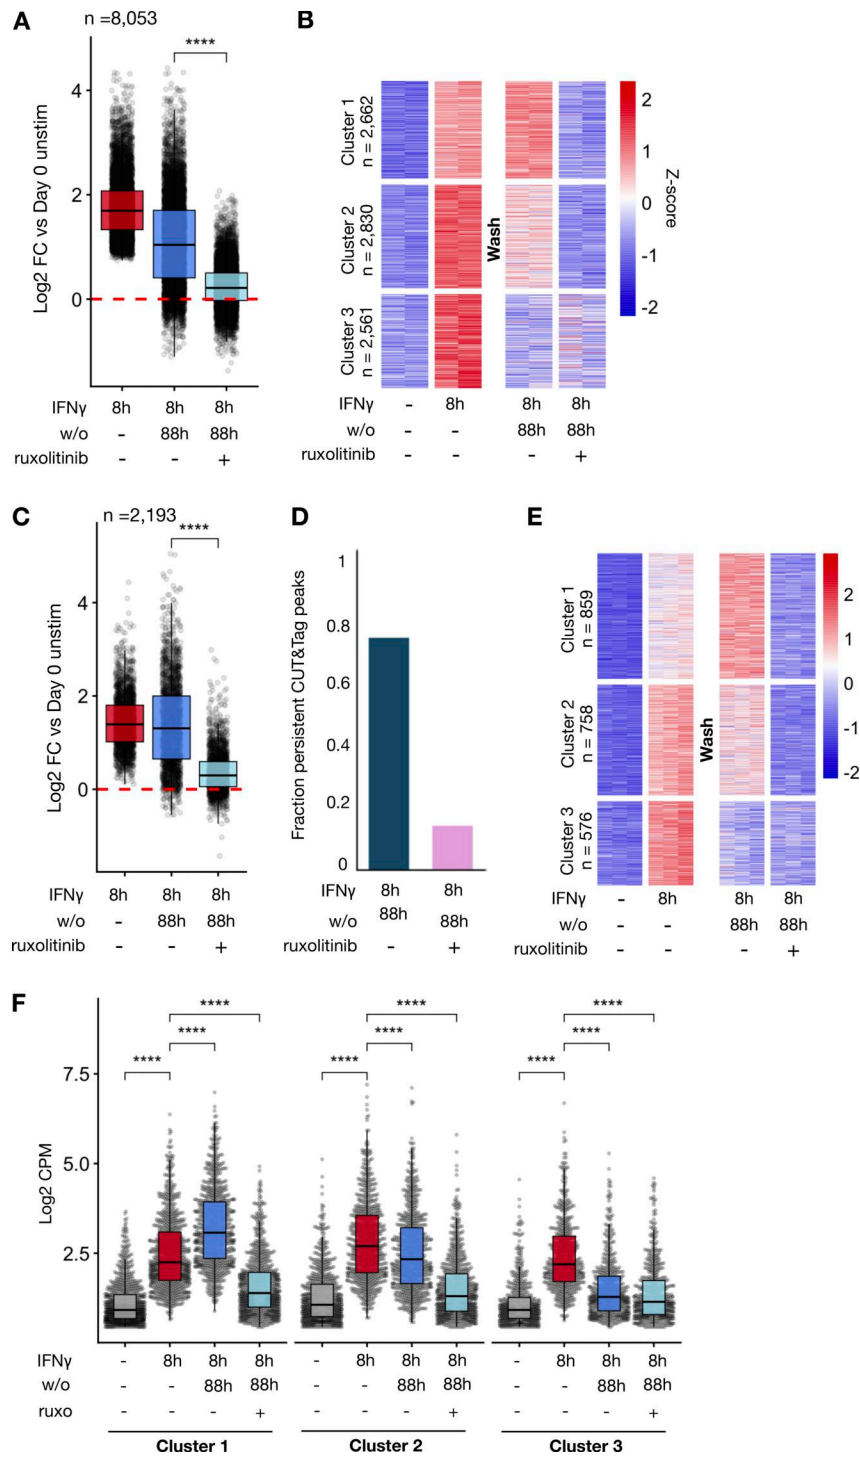 A
n =8,053
****
Log2 FC vs Day 0 unstim
4
2
0
IFNγ 8h 8h 8h
w/o - 88h 88h
ruxolitinib - - +
B
Cluster 1
n = 2,662
Cluster 2
n = 2,830
Cluster 3
n = 2,561
Wash
2
1
0
-1
-2
Z-score
IFNγ - 8h 8h 8h
w/o - - 88h 88h
ruxolitinib - - - +
C
n =2,193
****
Log2 FC vs Day 0 unstim
4
2
0
IFNγ 8h 8h 8h
w/o - 88h 88h
ruxolitinib - - +
D
Fraction persistent CUT&Tag peaks
1
0.8
0.6
0.4
0.2
0
IFNγ 8h 8h
w/o 88h 88h
ruxolitinib - +
E
Cluster 1
n = 859
Cluster 2
n = 758
Cluster 3
n = 576
Wash
2
1
0
-1
-2
IFNγ - 8h 8h 8h
w/o - - 88h 88h
ruxolitinib - - - +
F
**** **** ****
**** **** ****
**** **** ****
Log2 CPM
7.5
5.0
2.5
IFNγ - 8h 8h 8h - 8h 8h 8h - 8h 8h 8h
w/o - - 88h 88h - - 88h 88h - - 88h 88h
ruxo - - - + - - - + - - - +
Cluster 1 Cluster 2 Cluster 3